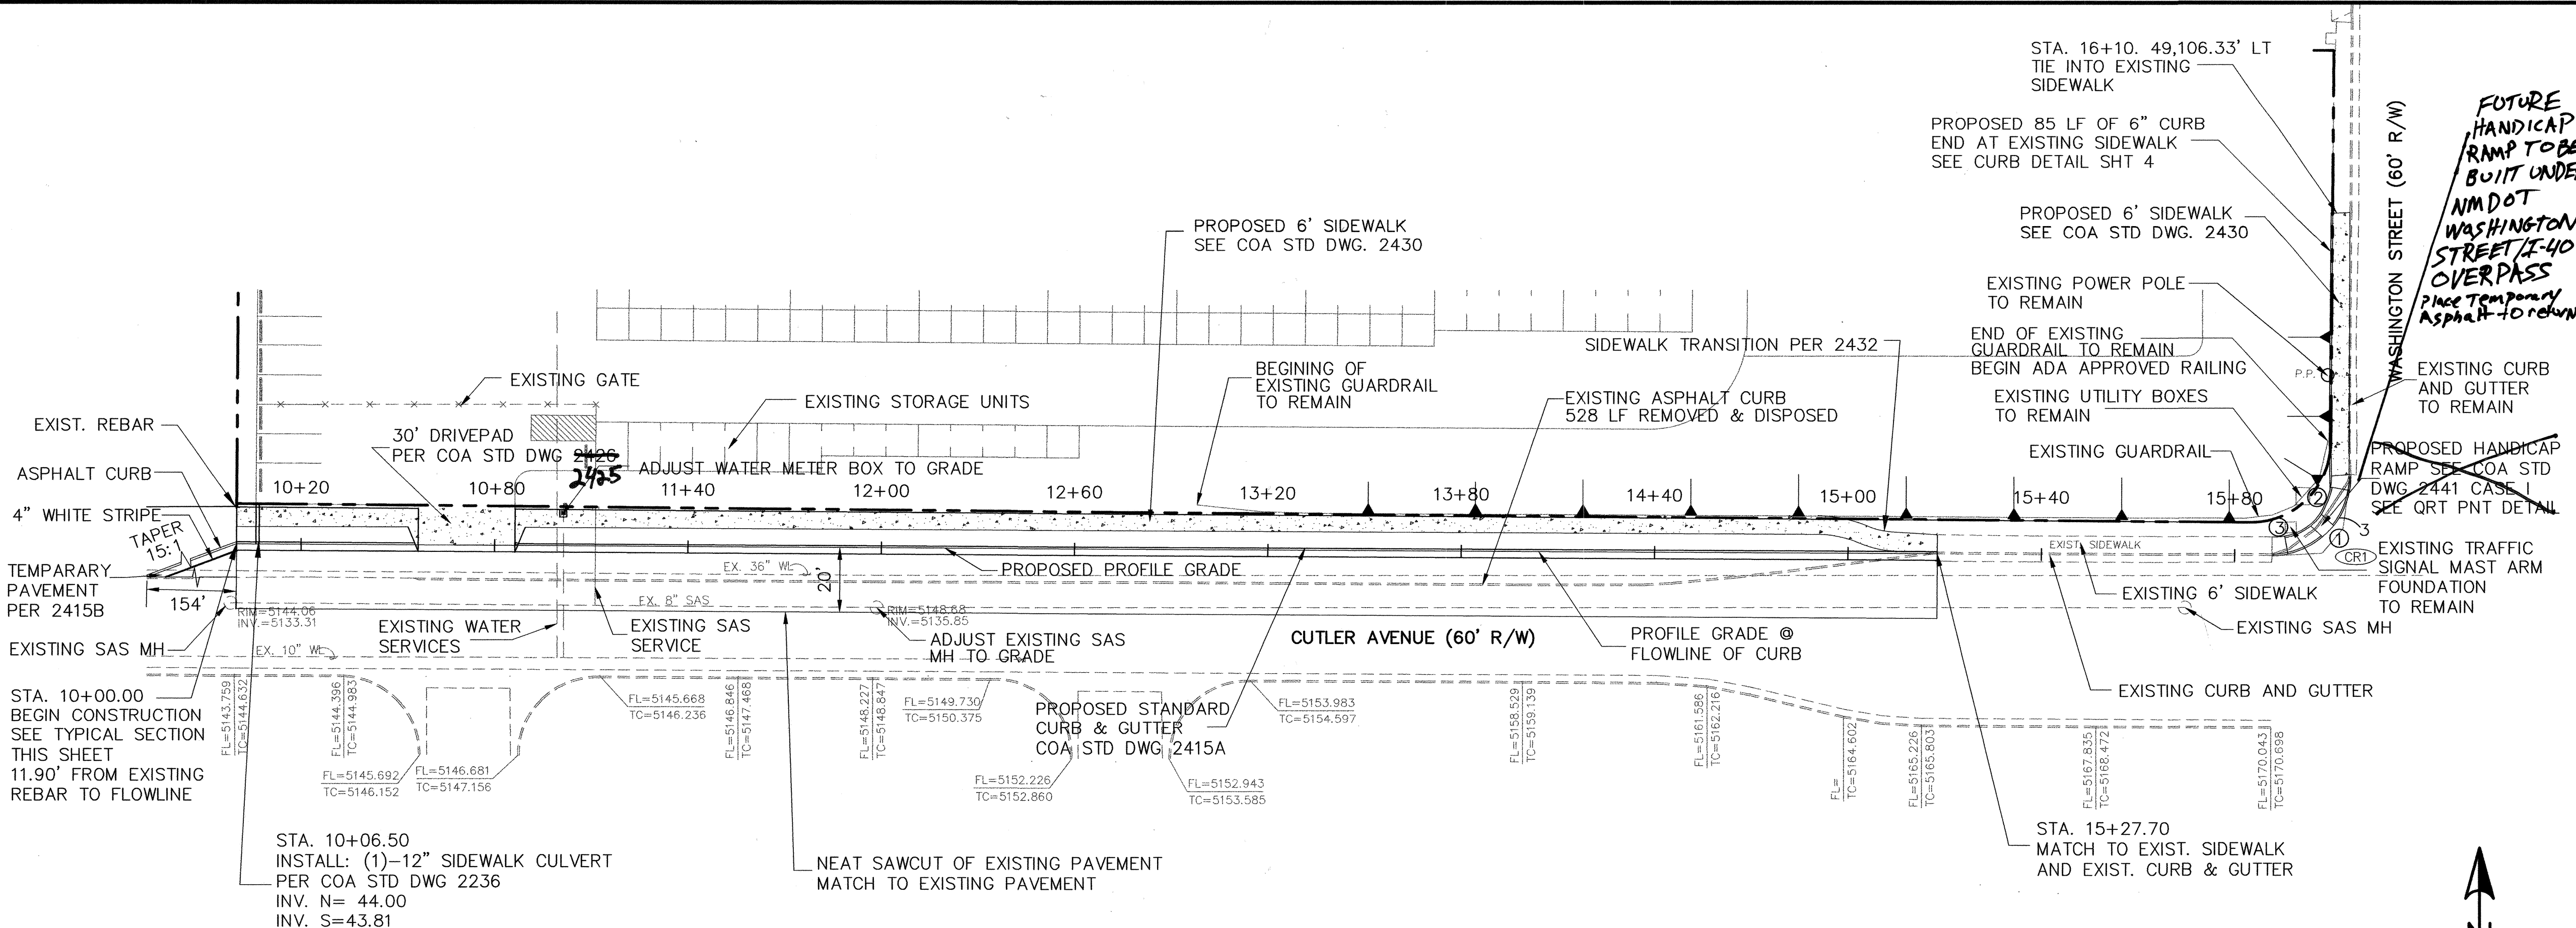 STA. 16+10. 49,106.33' LT
TIE INTO EXISTING
SIDEWALK
PROPOSED 85 LF OF 6" CURB
END AT EXISTING SIDEWALK
SEE CURB DETAIL SHT 4
PROPOSED 6' SIDEWALK
SEE COA STD DWG. 2430
EXISTING POWER POLE
TO REMAIN
P.P.
END OF EXISTING
GUARDRAIL TO REMAIN
BEGIN ADA APPROVED RAILING
EXISTING UTILITY BOXES
TO REMAIN
EXISTING GUARDRAIL
WASHINGTON STREET (60' R/W)
FUTURE
HANDICAP
RAMP TO BE
BUILT UNDE
NMDOT
WASHINGTON
STREET/I-40
OVERPASS
Place Temporary
Asphalt to return
EXISTING CURB
AND GUTTER
TO REMAIN
PROPOSED HANDICAP
RAMP SEE COA STD
DWG 2441 CASE I
SEE QRT PNT DETAIL
2
3
1
3
CR1
EXISTING TRAFFIC
SIGNAL MAST ARM
FOUNDATION
TO REMAIN
PROPOSED 6' SIDEWALK
SEE COA STD DWG. 2430
SIDEWALK TRANSITION PER 2432
BEGINING OF
EXISTING GUARDRAIL
TO REMAIN
EXISTING ASPHALT CURB
528 LF REMOVED & DISPOSED
EXISTING GATE
EXISTING STORAGE UNITS
30' DRIVEPAD
PER COA STD DWG 2426
2425
ADJUST WATER METER BOX TO GRADE
EXIST. REBAR
ASPHALT CURB
4" WHITE STRIPE
TAPER
15:1
TEMPARARY
PAVEMENT
PER 2415B
154'
10+20
10+80
11+40
12+00
12+60
13+20
13+80
14+40
15+00
15+40
15+80
EXIST. SIDEWALK
EX. 36" WL
PROPOSED PROFILE GRADE
20'
EX. 8" SAS
RIM=5144.06
INV.=5133.31
RIM=5148.68
INV.=5135.85
EXISTING SAS MH
EX. 10" WL
EXISTING WATER
SERVICES
EXISTING SAS
SERVICE
ADJUST EXISTING SAS
MH TO GRADE
CUTLER AVENUE (60' R/W)
PROFILE GRADE @
FLOWLINE OF CURB
EXISTING 6' SIDEWALK
EXISTING SAS MH
EXISTING CURB AND GUTTER
STA. 10+00.00
BEGIN CONSTRUCTION
SEE TYPICAL SECTION
THIS SHEET
11.90' FROM EXISTING
REBAR TO FLOWLINE
FL=5143.759
TC=5144.632
FL=5144.396
TC=5144.983
FL=5145.692
TC=5146.152
FL=5146.681
TC=5147.156
FL=5145.668
TC=5146.236
FL=5146.846
TC=5147.468
FL=5148.227
TC=5148.847
FL=5149.730
TC=5150.375
FL=5152.226
TC=5152.860
PROPOSED STANDARD
CURB & GUTTER
COA STD DWG 2415A
FL=5152.943
TC=5153.585
FL=5153.983
TC=5154.597
FL=5158.529
TC=5159.139
FL=5161.586
TC=5162.216
FL=
TC=5164.602
FL=5165.226
TC=5165.803
FL=5167.835
TC=5168.472
FL=5170.043
TC=5170.698
STA. 10+06.50
INSTALL: (1)-12" SIDEWALK CULVERT
PER COA STD DWG 2236
INV. N= 44.00
INV. S=43.81
NEAT SAWCUT OF EXISTING PAVEMENT
MATCH TO EXISTING PAVEMENT
STA. 15+27.70
MATCH TO EXIST. SIDEWALK
AND EXIST. CURB & GUTTER